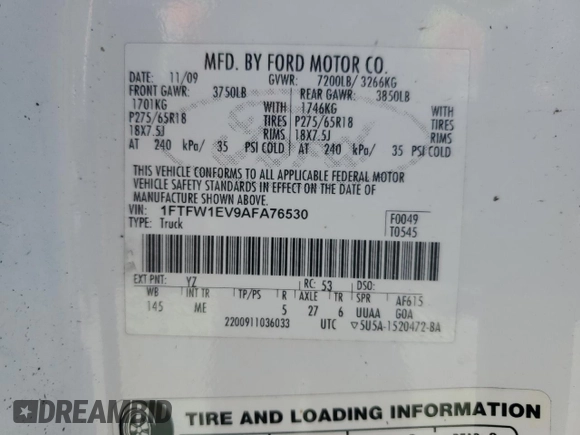 MFD. BY FORD MOTOR CO.
DATE: 11/09 GVWR: 7200LB/ 3266KG
FRONT GAWR: 3750LB REAR GAWR: 3850LB
1701KG WITH 1746KG WITH
P275/65R18 TIRES P275/65R18 TIRES
18X7.5J RIMS 18X7.5J RIMS
AT 240 kPa/ 35 PSI COLD AT 240 kPa/ 35 PSI COLD
THIS VEHICLE CONFORMS TO ALL APPLICABLE FEDERAL MOTOR
VEHICLE SAFETY STANDARDS IN EFFECT ON THE DATE OF
MANUFACTURE SHOWN ABOVE.
VIN: 1FTFW1EV9AFA76530 F0049
TYPE: Truck T0545
EXT PNT: YZ RC: 53 DSO:
WB INT TR TP/PS R AXLE TR SPR AF615
145 ME 5 27 6 UUAA GOA
2200911036033 UTC ▽5U5A-1520472-BA
TIRE AND LOADING INFORMATION
DREAMBID